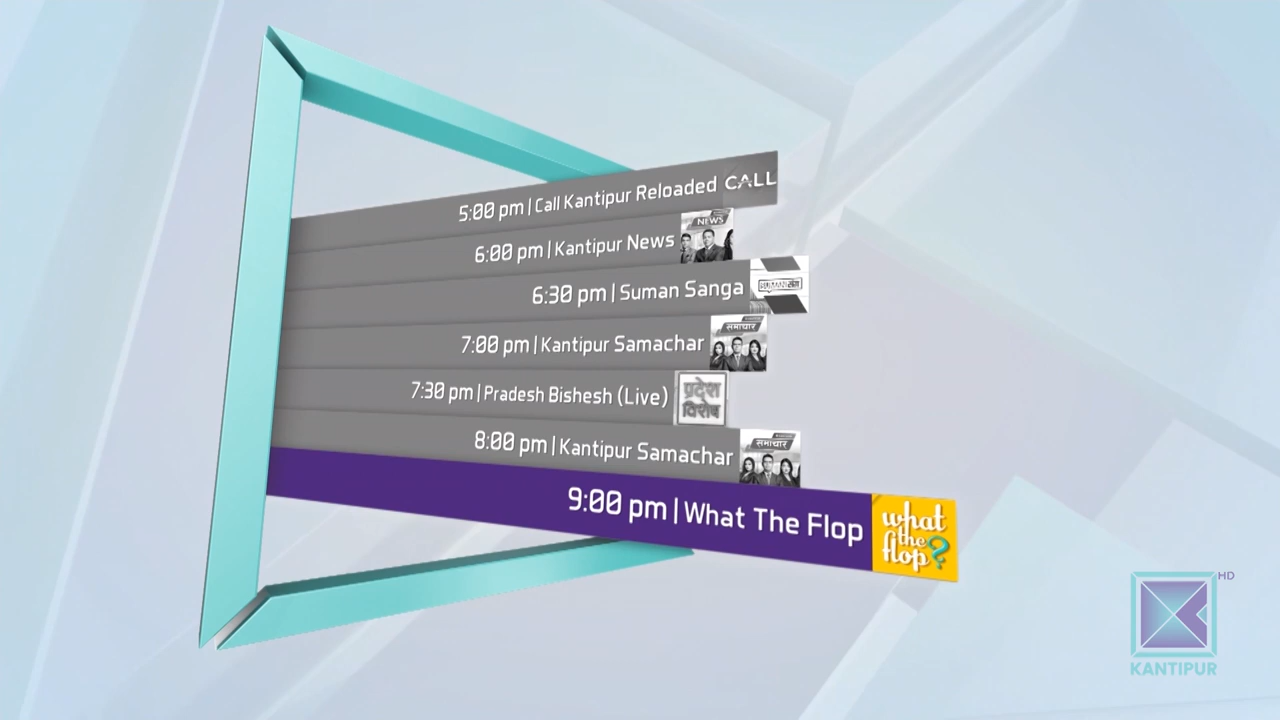 5:00 pm | Call Kantipur Reloaded CALL
6:00 pm | Kantipur News NEWS
6:30 pm | Suman Sanga SUMANसंग
7:00 pm | Kantipur Samachar समाचार
7:30 pm | Pradesh Bishesh (Live) प्रदेश विशेष
8:00 pm | Kantipur Samachar समाचार
9:00 pm | What The Flop what the flop?
HD
KANTIPUR